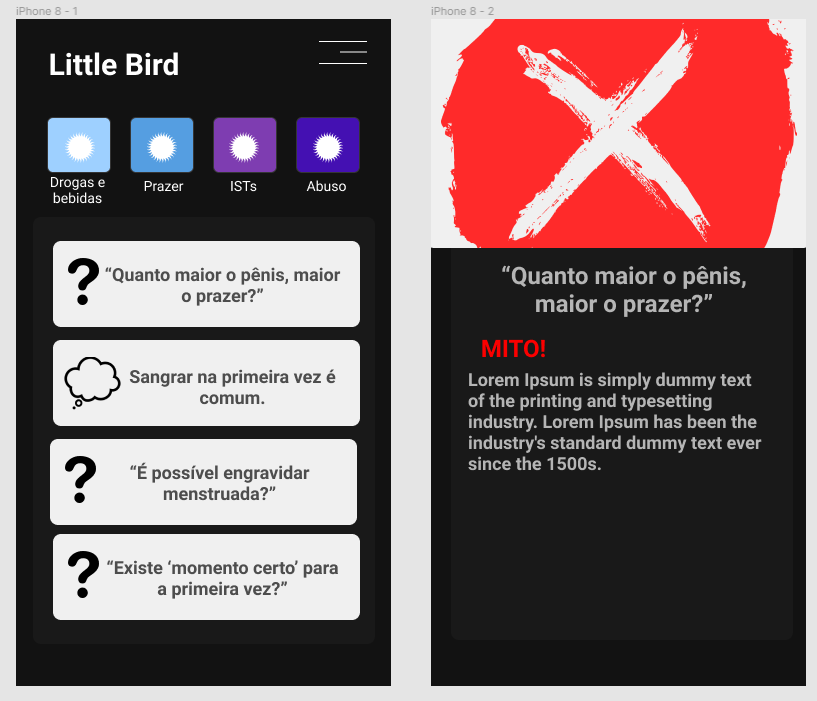 iPhone 8 - 1
Little Bird
Drogas e
bebidas
Prazer
ISTs
Abuso
“Quanto maior o pênis, maior
o prazer?”
Sangrar na primeira vez é
comum.
“É possível engravidar
menstruada?”
“Existe ‘momento certo’ para
a primeira vez?”
iPhone 8 - 2
“Quanto maior o pênis,
maior o prazer?”
MITO!
Lorem Ipsum is simply dummy text
of the printing and typesetting
industry. Lorem Ipsum has been the
industry's standard dummy text ever
since the 1500s.